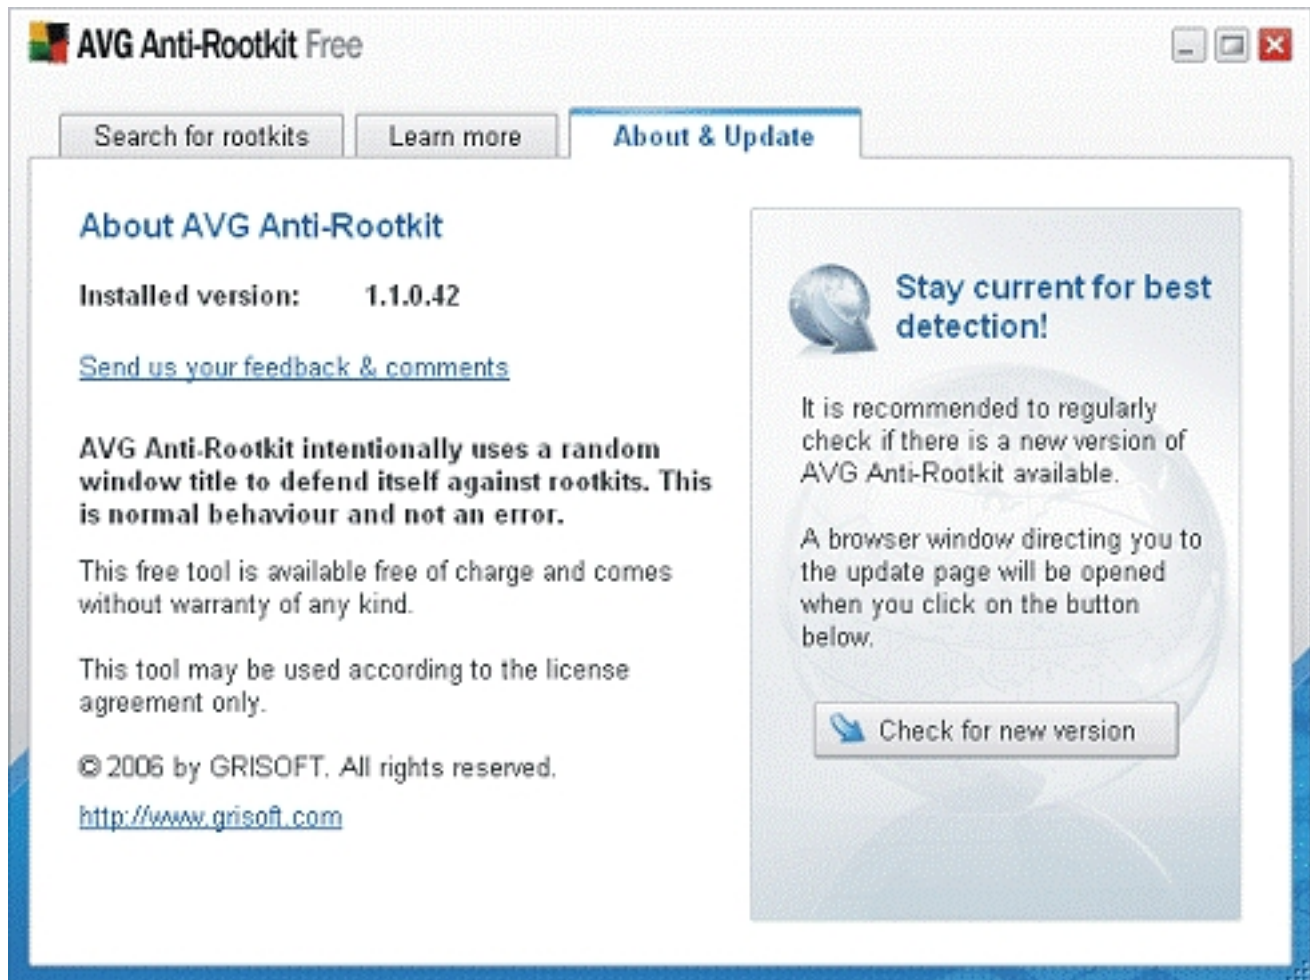 AVG Anti-Rootkit Free
Search for rootkits
Learn more
About & Update
About AVG Anti-Rootkit
Installed version: 1.1.0.42
Send us your feedback & comments
AVG Anti-Rootkit intentionally uses a random
window title to defend itself against rootkits. This
is normal behaviour and not an error.
This free tool is available free of charge and comes
without warranty of any kind.
This tool may be used according to the license
agreement only.
© 2006 by GRISOFT. All rights reserved.
http://www.grisoft.com
Stay current for best
detection!
It is recommended to regularly
check if there is a new version of
AVG Anti-Rootkit available.
A browser window directing you to
the update page will be opened
when you click on the button
below.
Check for new version